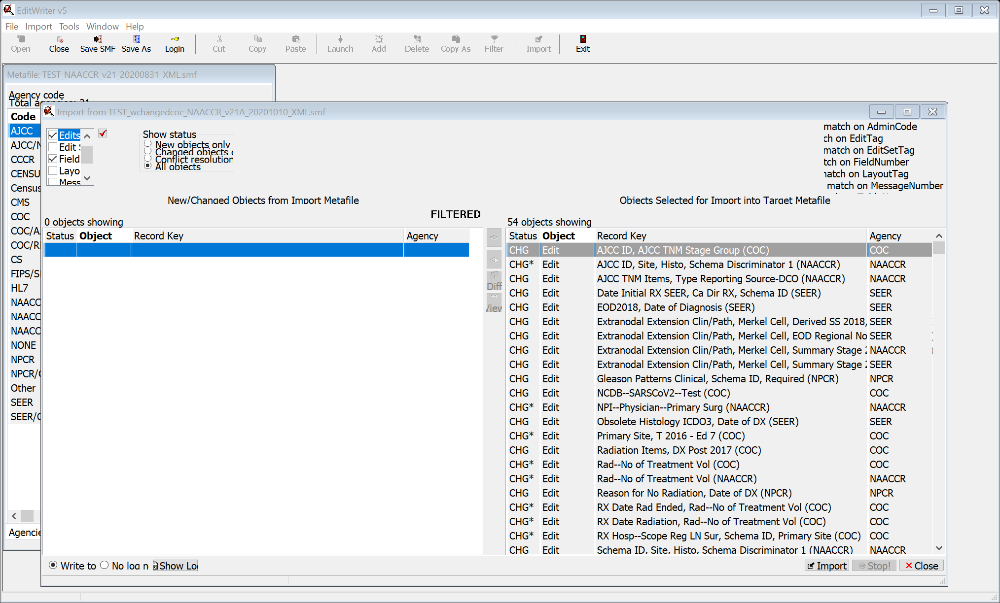 EditWriter v5
File Import Tools Window Help
Open Close Save SMF Save As Login Cut Copy Paste Launch Add Delete Copy As Filter Import Exit
Metafile: TEST_NAACCR_v21_20200831_XML.smf
Agency code
Total agencies: 21
Code
AJCC
AJCC/N
CCCR
CENSU
Census
CMS
COC
COC/A
COC/R
CS
FIPS/S
HL7
NAACC
NAACC
NAACC
NONE
NPCR
NPCR/C
Other
SEER
SEER/C
Agencie
Import from TEST_wchangedcoc_NAACCR_v21A_20201010_XML.smf
Edits
Edit S
Field
Layo
Mess
Show status
New objects only
Changed objects o
Conflict resolution
All objects
match on AdminCode
ch on EditTag
match on EditSetTag
tch on FieldNumber
natch on LayoutTag
match on MessageNumber
New/Changed Objects from Import Metafile
Objects Selected for Import into Target Metafile
FILTERED
0 objects showing
54 objects showing
Status Object Record Key Agency
Diff
View
Status Object Record Key Agency
CHG Edit AJCC ID, AJCC TNM Stage Group (COC) COC
CHG* Edit AJCC ID, Site, Histo, Schema Discriminator 1 (NAACCR) NAACCR
CHG Edit AJCC TNM Items, Type Reporting Source-DCO (NAACCR) NAACCR
CHG Edit Date Initial RX SEER, Ca Dir RX, Schema ID (SEER) SEER
CHG Edit EOD2018, Date of Diagnosis (SEER) SEER
CHG Edit Extranodal Extension Clin/Path, Merkel Cell, Derived SS 2018, SEER
CHG Edit Extranodal Extension Clin/Path, Merkel Cell, EOD Regional No SEER
CHG Edit Extranodal Extension Clin/Path, Merkel Cell, Summary Stage 2 NAACCR
CHG Edit Extranodal Extension Clin/Path, Merkel Cell, Summary Stage 2 SEER
CHG Edit Gleason Patterns Clinical, Schema ID, Required (NPCR) NPCR
CHG Edit NCDB--SARSCoV2--Test (COC) COC
CHG* Edit NPI--Physician--Primary Surg (NAACCR) NAACCR
CHG Edit Obsolete Histology ICDO3, Date of DX (SEER) SEER
CHG* Edit Primary Site, T 2016 - Ed 7 (COC) COC
CHG Edit Radiation Items, DX Post 2017 (COC) COC
CHG* Edit Rad--No of Treatment Vol (COC) COC
CHG* Edit Rad--No of Treatment Vol (NAACCR) NAACCR
CHG Edit Reason for No Radiation, Date of DX (NPCR) NPCR
CHG* Edit RX Date Rad Ended, Rad--No of Treatment Vol (COC) COC
CHG* Edit RX Date Radiation, Rad--No of Treatment Vol (COC) COC
CHG* Edit RX Hosp--Scope Reg LN Sur, Schema ID, Primary Site (COC) COC
CHG Edit Schema ID, Site, Histo, Schema Discriminator 1 (NAACCR) NAACCR
Write to No log n Show Log
Import Stop! Close